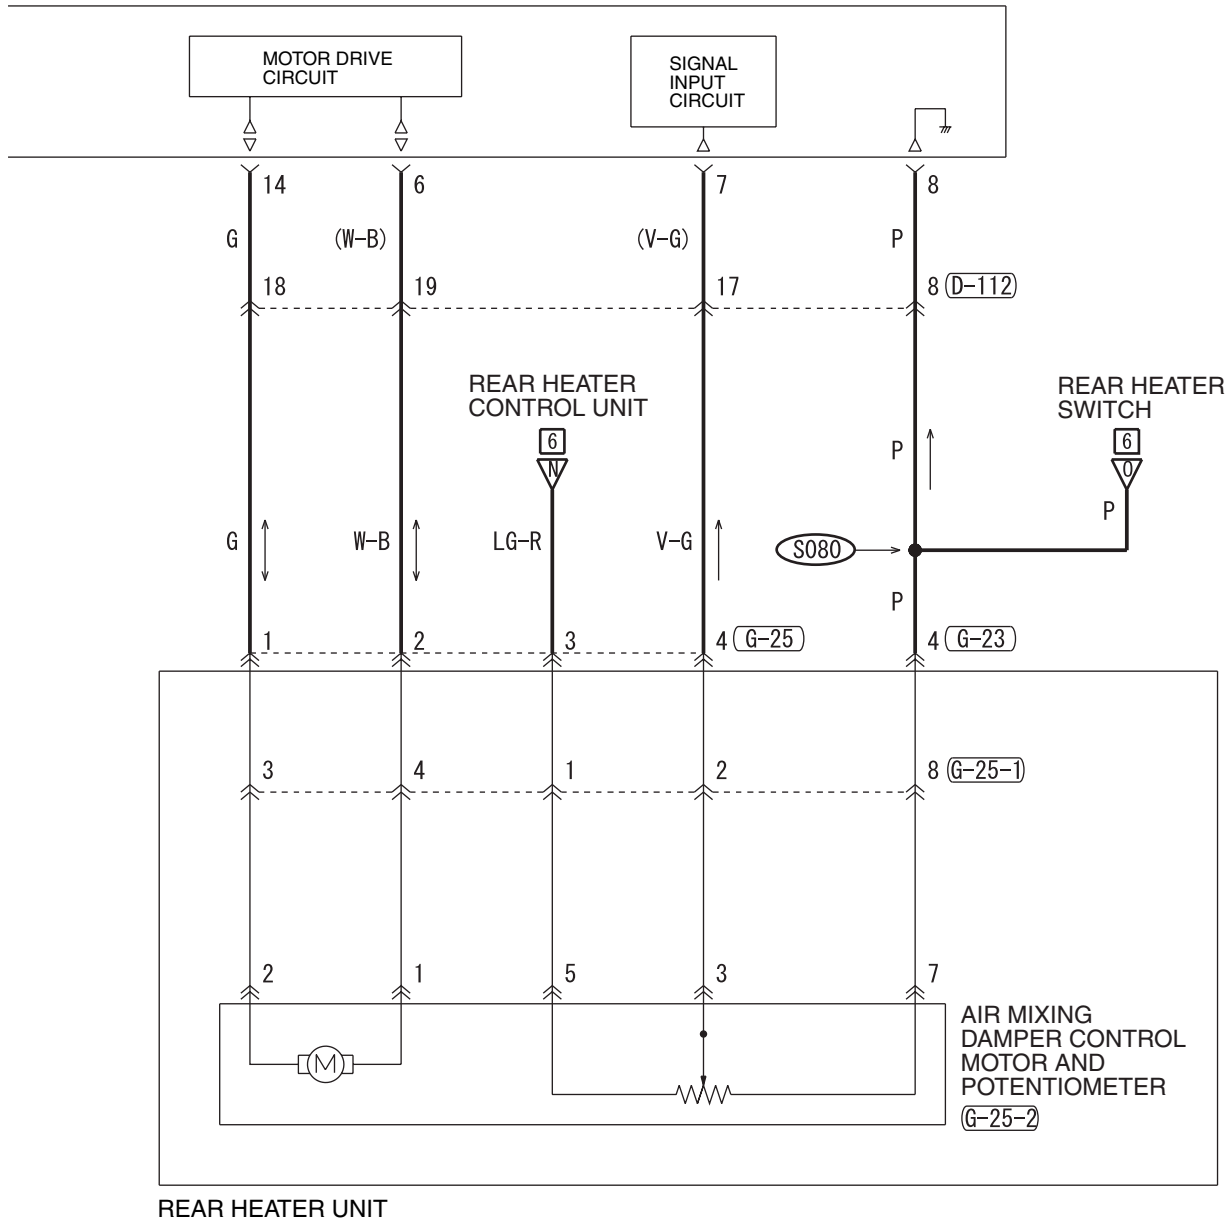 MOTOR DRIVE
CIRCUIT
SIGNAL
INPUT
CIRCUIT
14 6 7 8
G (W-B) (V-G) P
18 19 17 8 D-112
REAR HEATER
CONTROL UNIT
6
N
REAR HEATER
SWITCH
6
O
P
P
G W-B LG-R V-G S080
P
1 2 3 4 G-25 4 G-23
3 4 1 2 8 G-25-1
2 1 5 3 7
M
AIR MIXING
DAMPER CONTROL
MOTOR AND
POTENTIOMETER
G-25-2
REAR HEATER UNIT